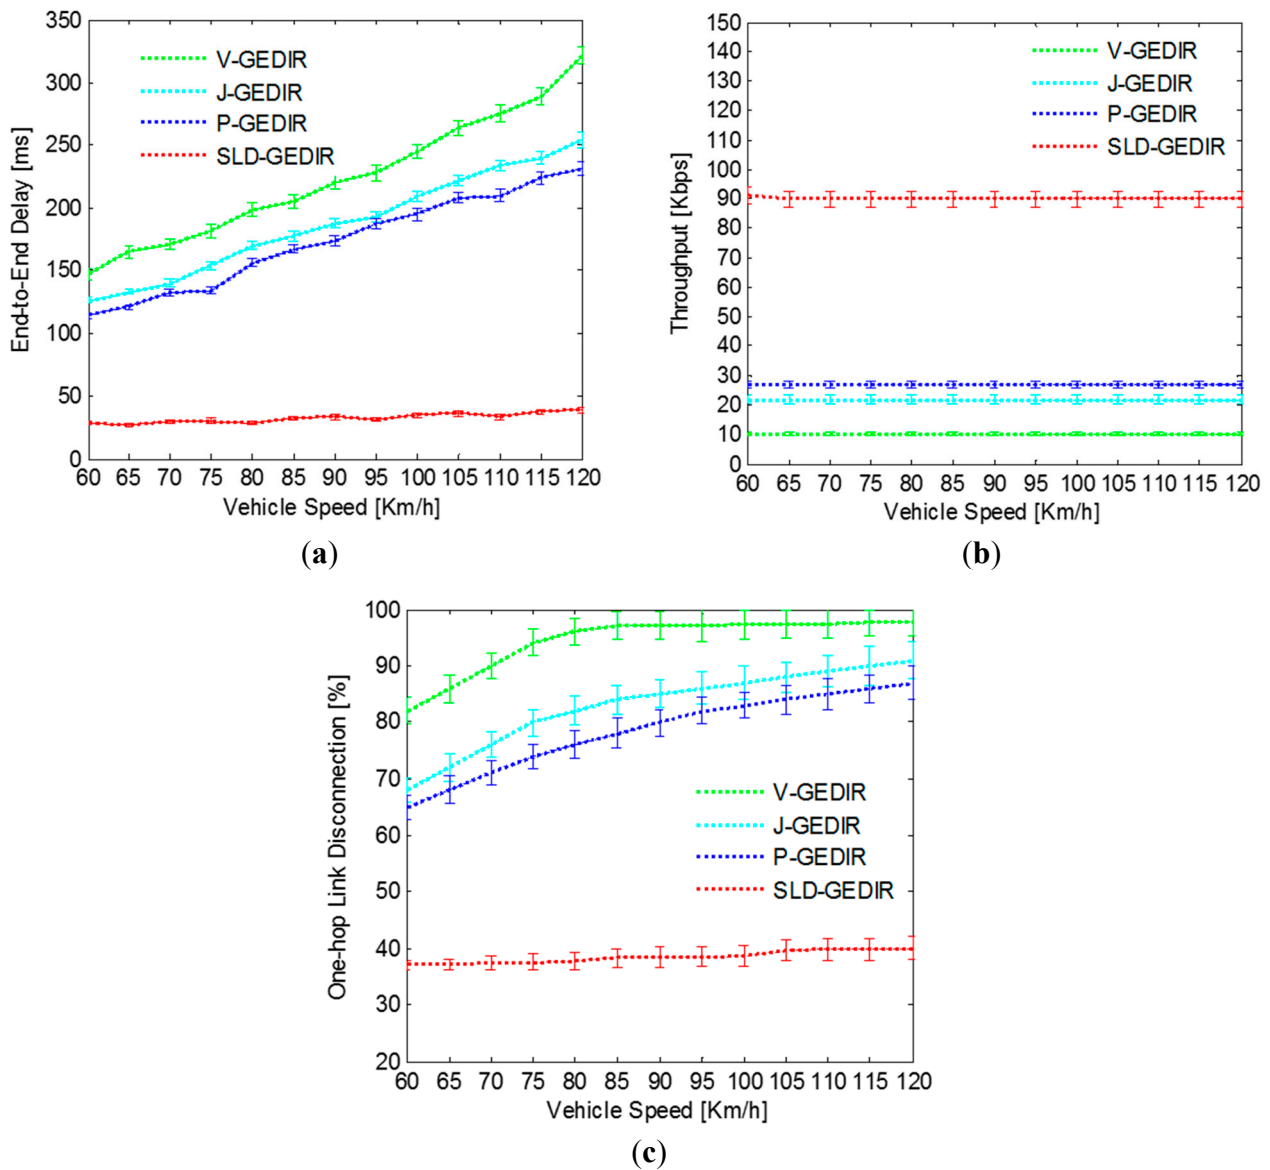 350
300
250
200
150
100
50
0
End-to-End Delay [ms]
V-GEDIR
J-GEDIR
P-GEDIR
SLD-GEDIR
60 65 70 75 80 85 90 95 100 105 110 115 120
Vehicle Speed [Km/h]
(a)
150
140
130
120
110
100
90
80
70
60
50
40
30
20
10
0
Throughput [Kbps]
V-GEDIR
J-GEDIR
P-GEDIR
SLD-GEDIR
60 65 70 75 80 85 90 95 100 105 110 115 120
Vehicle Speed [Km/h]
(b)
100
90
80
70
60
50
40
30
20
One-hop Link Disconnection [%]
V-GEDIR
J-GEDIR
P-GEDIR
SLD-GEDIR
60 65 70 75 80 85 90 95 100 105 110 115 120
Vehicle Speed [Km/h]
(c)